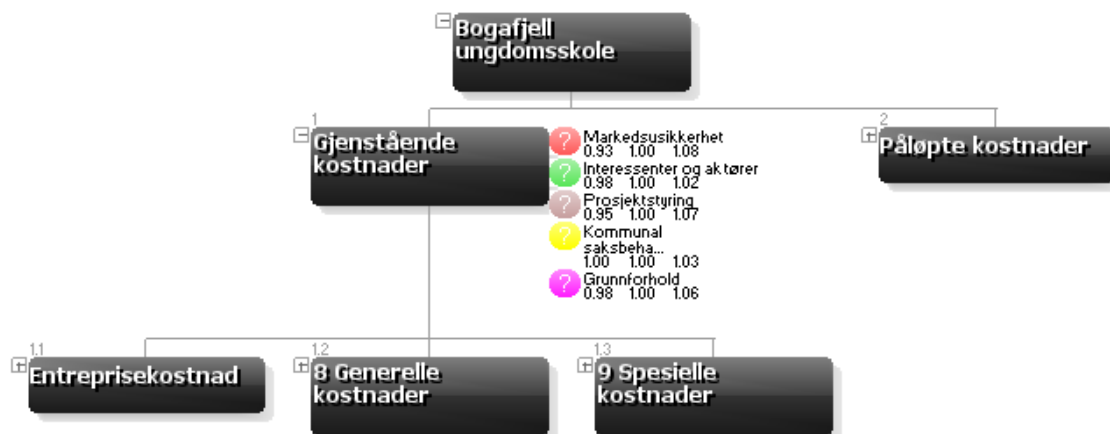 Bogafjell
ungdomsskole
1
Gjenstående
kostnader
? Markedsusikkerhet
0.93 1.00 1.08
? Interessenter og aktører
0.98 1.00 1.02
? Prosjektstyring
0.95 1.00 1.07
? Kommunal
saksbeha...
1.00 1.00 1.03
? Grunnforhold
0.98 1.00 1.06
2
Påløpte kostnader
1.1
Entreprisekostnad
1.2
8 Generelle
kostnader
1.3
9 Spesielle
kostnader